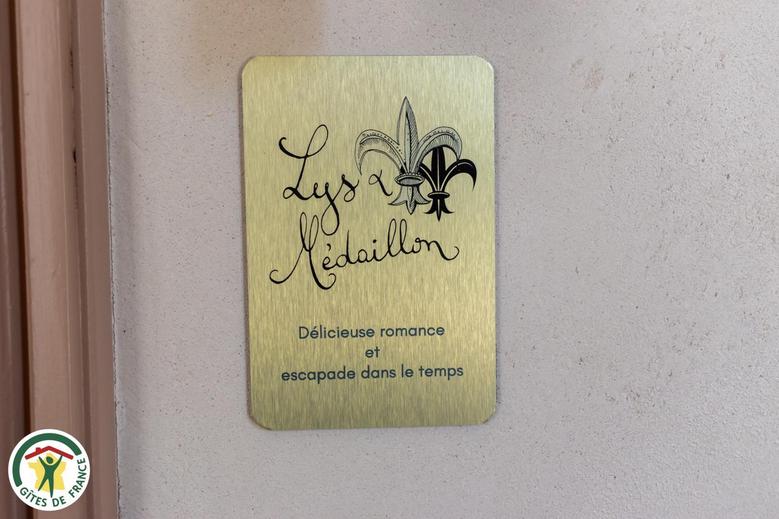 Lys &
Médaillon
Délicieuse romance
et
escapade dans le temps
GÎTES DE FRANCE